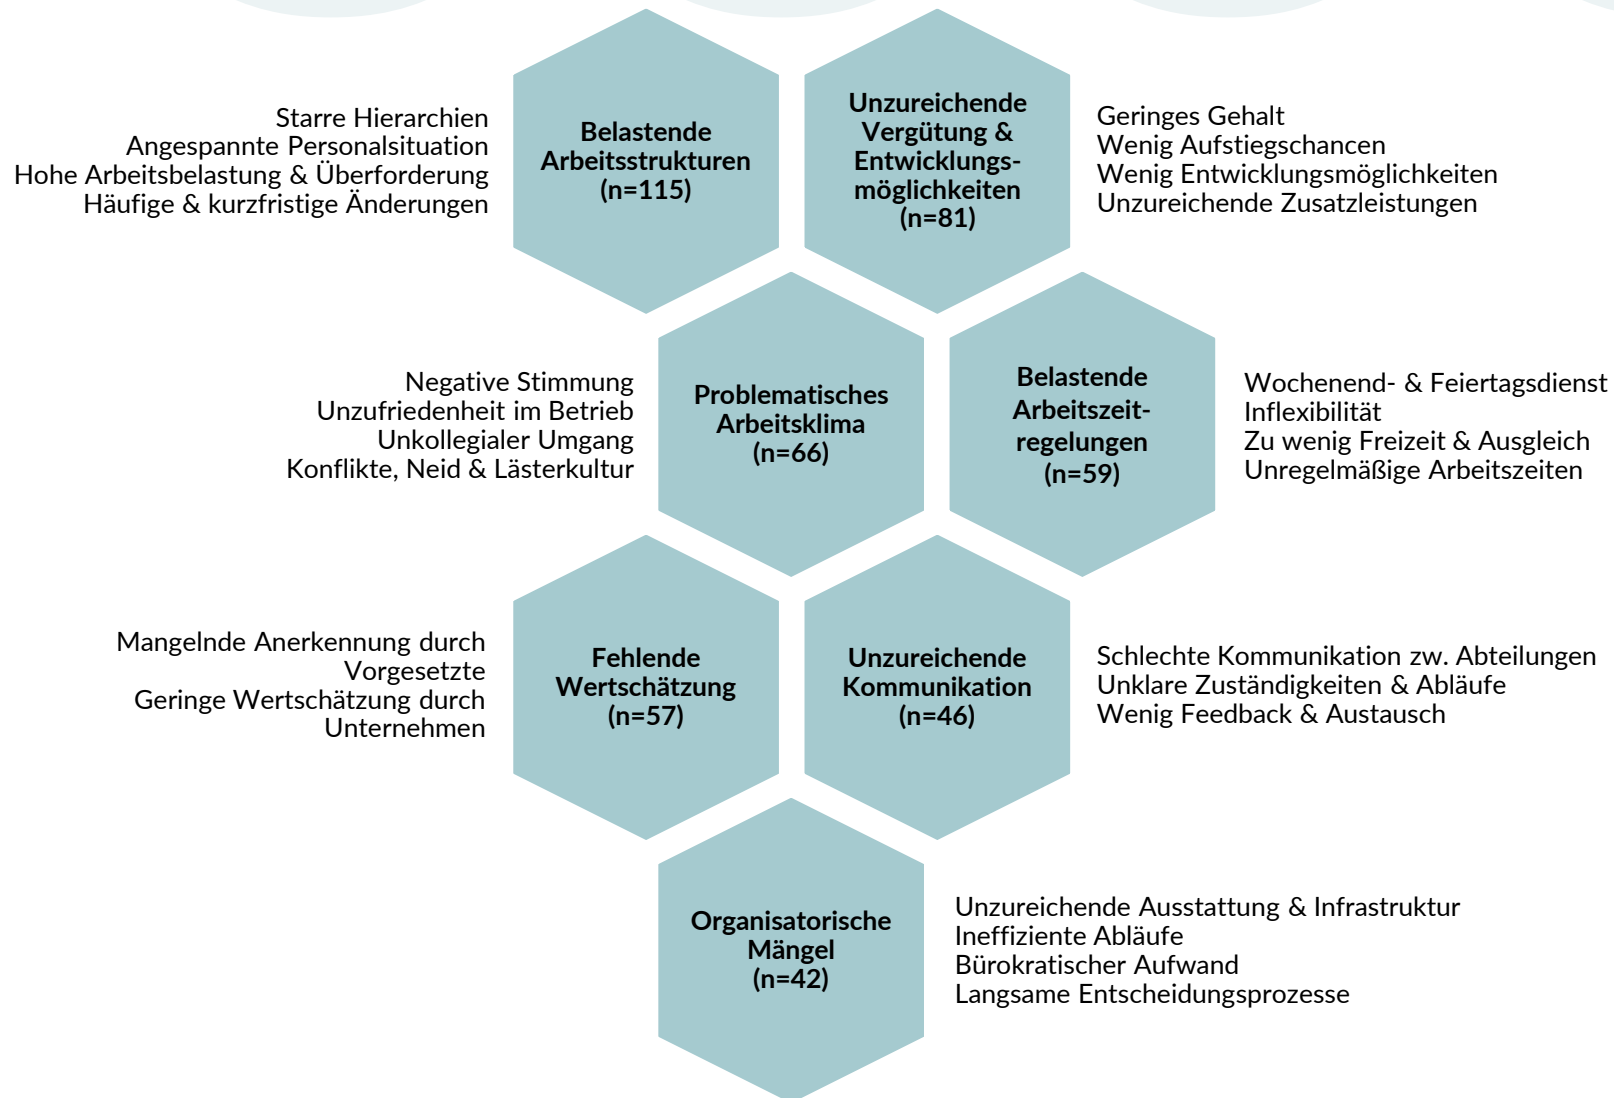 Starre Hierarchien
Angespannte Personalsituation
Hohe Arbeitsbelastung & Überforderung
Häufige & kurzfristige Änderungen
Belastende
Arbeitsstrukturen
(n=115)
Unzureichende
Vergütung &
Entwicklungs-
möglichkeiten
(n=81)
Geringes Gehalt
Wenig Aufstiegschancen
Wenig Entwicklungsmöglichkeiten
Unzureichende Zusatzleistungen
Negative Stimmung
Unzufriedenheit im Betrieb
Unkollegialer Umgang
Konflikte, Neid & Lästerkultur
Problematisches
Arbeitsklima
(n=66)
Belastende
Arbeitszeit-
regelungen
(n=59)
Wochenend- & Feiertagsdienst
Inflexibilität
Zu wenig Freizeit & Ausgleich
Unregelmäßige Arbeitszeiten
Mangelnde Anerkennung durch
Vorgesetzte
Geringe Wertschätzung durch
Unternehmen
Fehlende
Wertschätzung
(n=57)
Unzureichende
Kommunikation
(n=46)
Schlechte Kommunikation zw. Abteilungen
Unklare Zuständigkeiten & Abläufe
Wenig Feedback & Austausch
Organisatorische
Mängel
(n=42)
Unzureichende Ausstattung & Infrastruktur
Ineffiziente Abläufe
Bürokratischer Aufwand
Langsame Entscheidungsprozesse